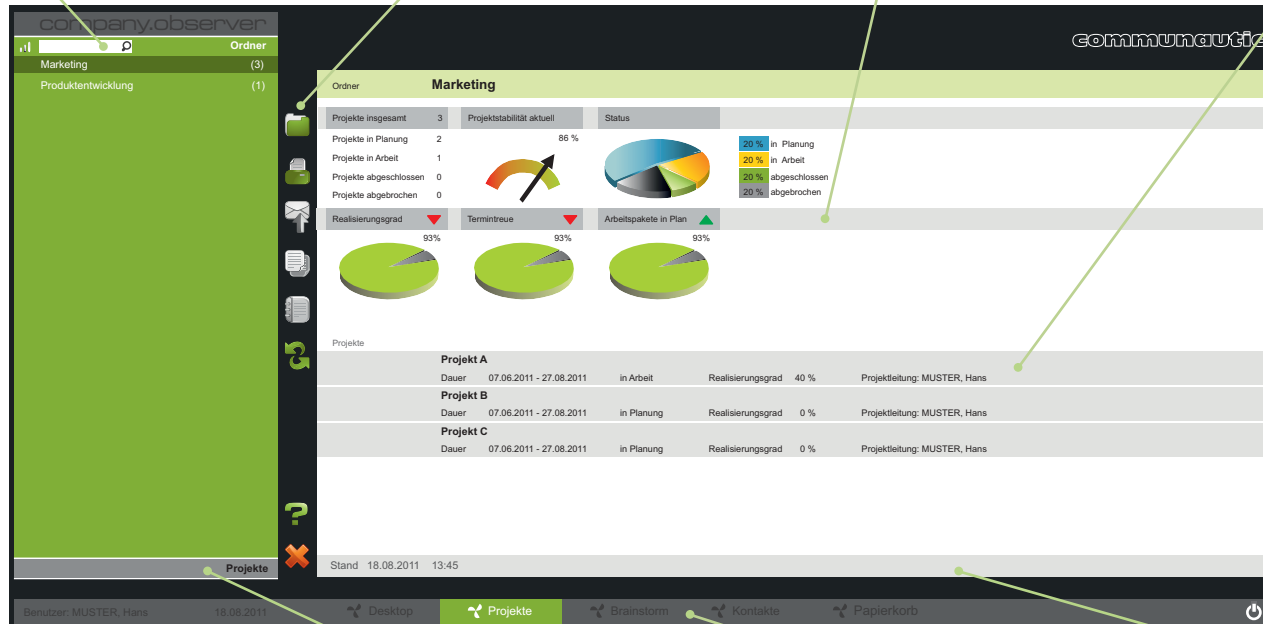 company.observer
Ordner
Marketing (3)
Produktentwicklung (1)
Projekte
Ordner Marketing
Projekte insgesamt 3 Projektstabilität aktuell Status
Projekte in Planung 2 86 % 20 % in Planung
Projekte in Arbeit 1 20 % in Arbeit
Projekte abgeschlossen 0 20 % abgeschlossen
Projekte abgebrochen 0 20 % abgebrochen
Realisierungsgrad Termintreue Arbeitspakete in Plan
93% 93% 93%
Projekte
Projekt A
Dauer 07.06.2011 - 27.08.2011 in Arbeit Realisierungsgrad 40 % Projektleitung: MUSTER, Hans
Projekt B
Dauer 07.06.2011 - 27.08.2011 in Planung Realisierungsgrad 0 % Projektleitung: MUSTER, Hans
Projekt C
Dauer 07.06.2011 - 27.08.2011 in Planung Realisierungsgrad 0 % Projektleitung: MUSTER, Hans
Stand 18.08.2011 13:45
Benutzer: MUSTER, Hans 18.08.2011 Desktop Projekte Brainstorm Kontakte Papierkorb